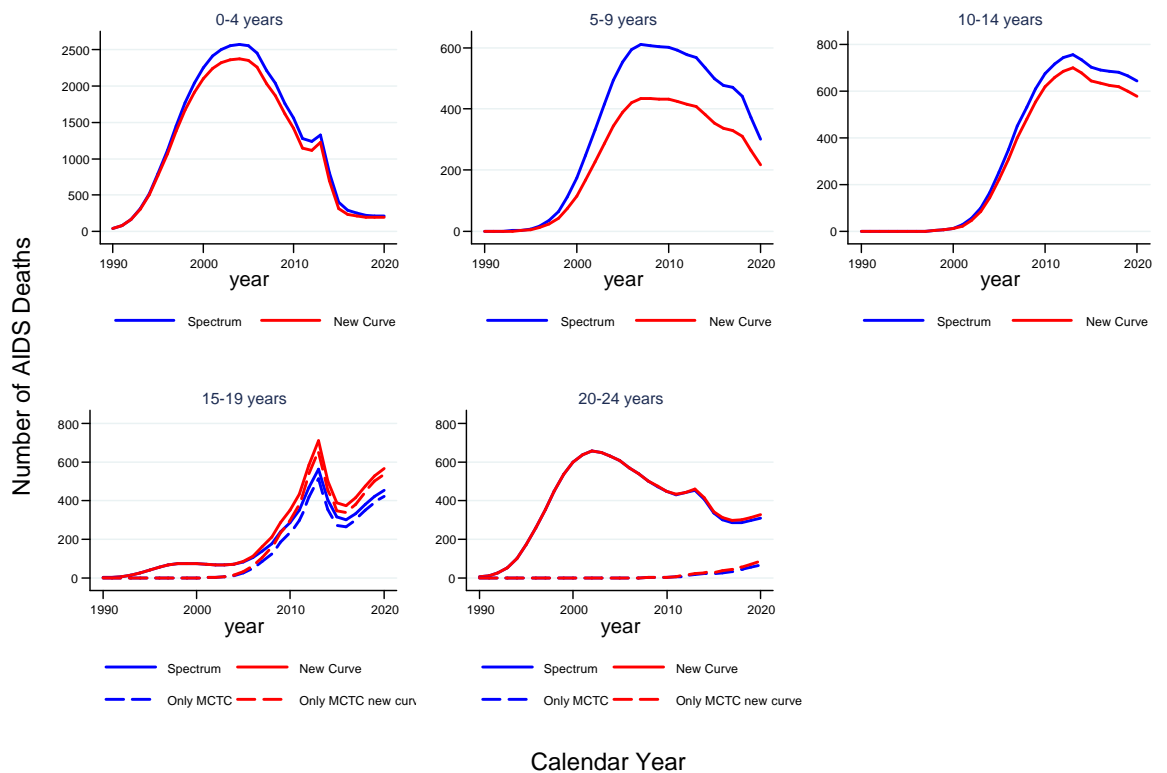 0-4 years
2500
2000
1500
1000
500
0
1990 2000 2010 2020
year
Spectrum New Curve
5-9 years
600
400
200
0
1990 2000 2010 2020
year
Spectrum New Curve
10-14 years
800
600
400
200
0
1990 2000 2010 2020
year
Spectrum New Curve
Number of AIDS Deaths
15-19 years
800
600
400
200
0
1990 2000 2010 2020
year
Spectrum New Curve
Only MCTC Only MCTC new curv
20-24 years
800
600
400
200
0
1990 2000 2010 2020
year
Spectrum New Curve
Only MCTC Only MCTC new curva
Calendar Year